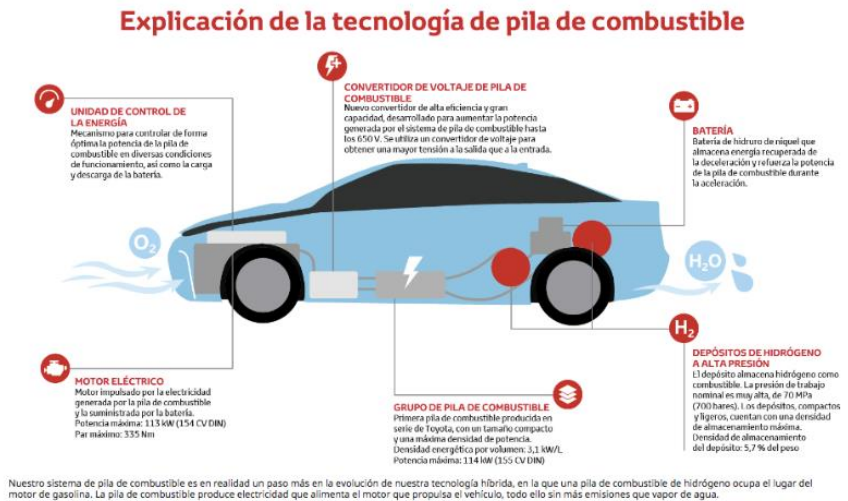 Explicación de la tecnología de pila de combustible
UNIDAD DE CONTROL DE
LA ENERGÍA
Mecanismo para controlar de forma
óptima la potencia de la pila de
combustible en diversas condiciones
de funcionamiento, así como la carga
y descarga de la batería.
CONVERTIDOR DE VOLTAJE DE PILA DE
COMBUSTIBLE
Nuevo convertidor de alta eficiencia y gran
capacidad, desarrollado para aumentar la potencia
generada por el sistema de pila de combustible hasta
los 650 V. Se utiliza un convertidor de voltaje para
obtener una mayor tensión a la salida que a la entrada.
BATERÍA
Batería de hidruro de níquel que
almacena energía recuperada de
la deceleración y refuerza la potencia
de la pila de combustible durante
la aceleración.
O₂
H₂O
H₂
MOTOR ELÉCTRICO
Motor impulsado por la electricidad
generada por la pila de combustible
y la suministrada por la batería.
Potencia máxima: 113 kW (154 CV DIN)
Par máximo: 335 Nm
GRUPO DE PILA DE COMBUSTIBLE
Primera pila de combustible producida en
serie de Toyota, con un tamaño compacto
y una máxima densidad de potencia.
Densidad energética por volumen: 3,1 kW/L
Potencia máxima: 114 kW (155 CV DIN)
DEPÓSITOS DE HIDRÓGENO
A ALTA PRESIÓN
El depósito almacena hidrógeno como
combustible. La presión de trabajo
nominal es muy alta, de 70 MPa
(700 bares). Los depósitos, compactos
y ligeros, cuentan con una densidad
de almacenamiento máxima.
Densidad de almacenamiento
del depósito: 5,7 % del peso
Nuestro sistema de pila de combustible es en realidad un paso más en la evolución de nuestra tecnología híbrida, en la que una pila de combustible de hidrógeno ocupa el lugar del
motor de gasolina. La pila de combustible produce electricidad que alimenta el motor que propulsa el vehículo, todo ello sin más emisiones que vapor de agua.